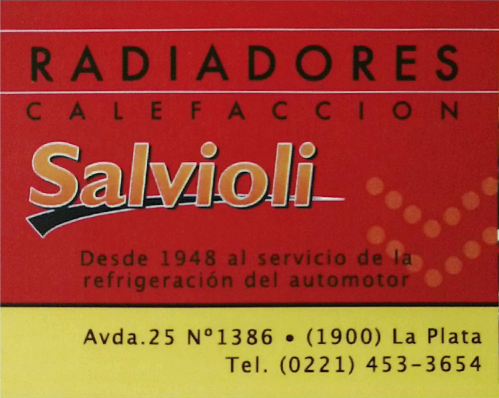 RADIADORES
CALEFACCION
Salvioli
Desde 1948 al servicio de la
refrigeración del automotor
Avda.25 Nº1386 • (1900) La Plata
Tel. (0221) 453-3654